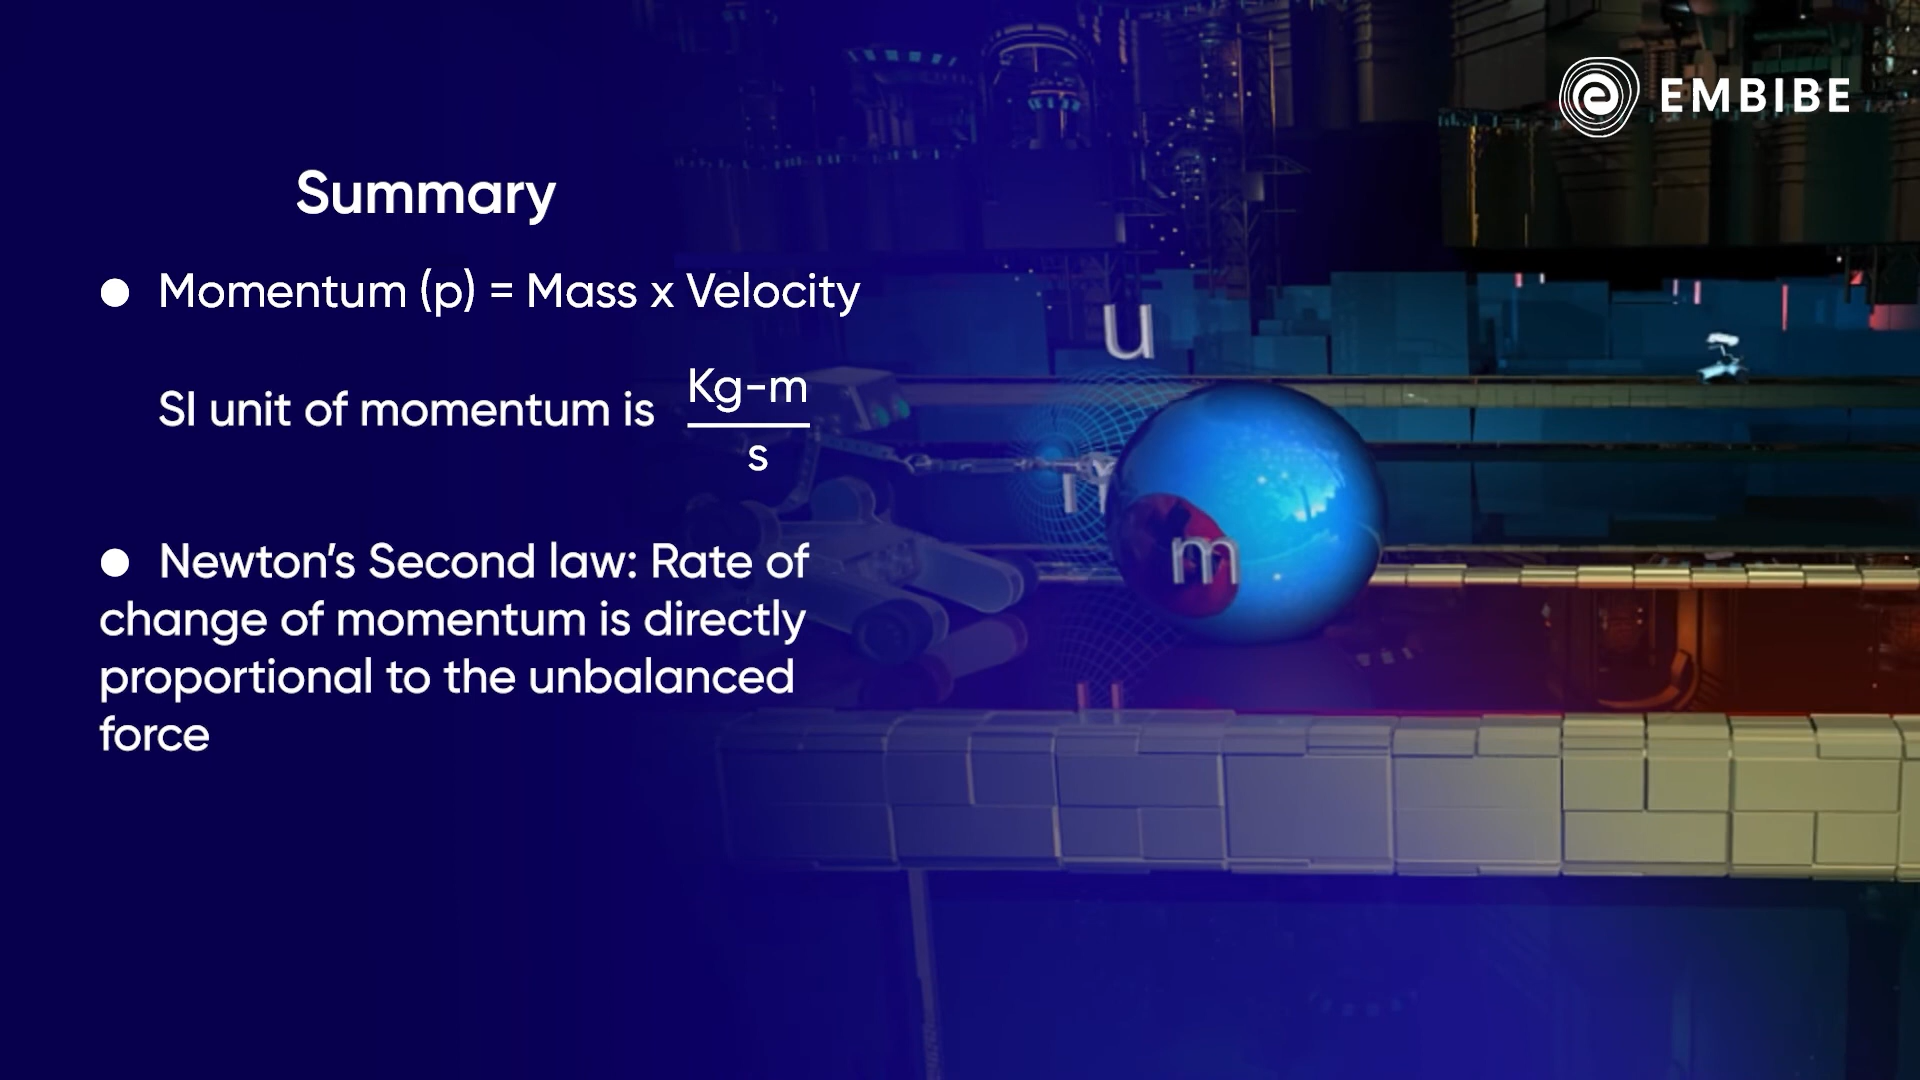 EMBIBE
Summary
● Momentum (p) = Mass x Velocity
SI unit of momentum is Kg-m
s
● Newton's Second law: Rate of
change of momentum is directly
proportional to the unbalanced
force
u
m